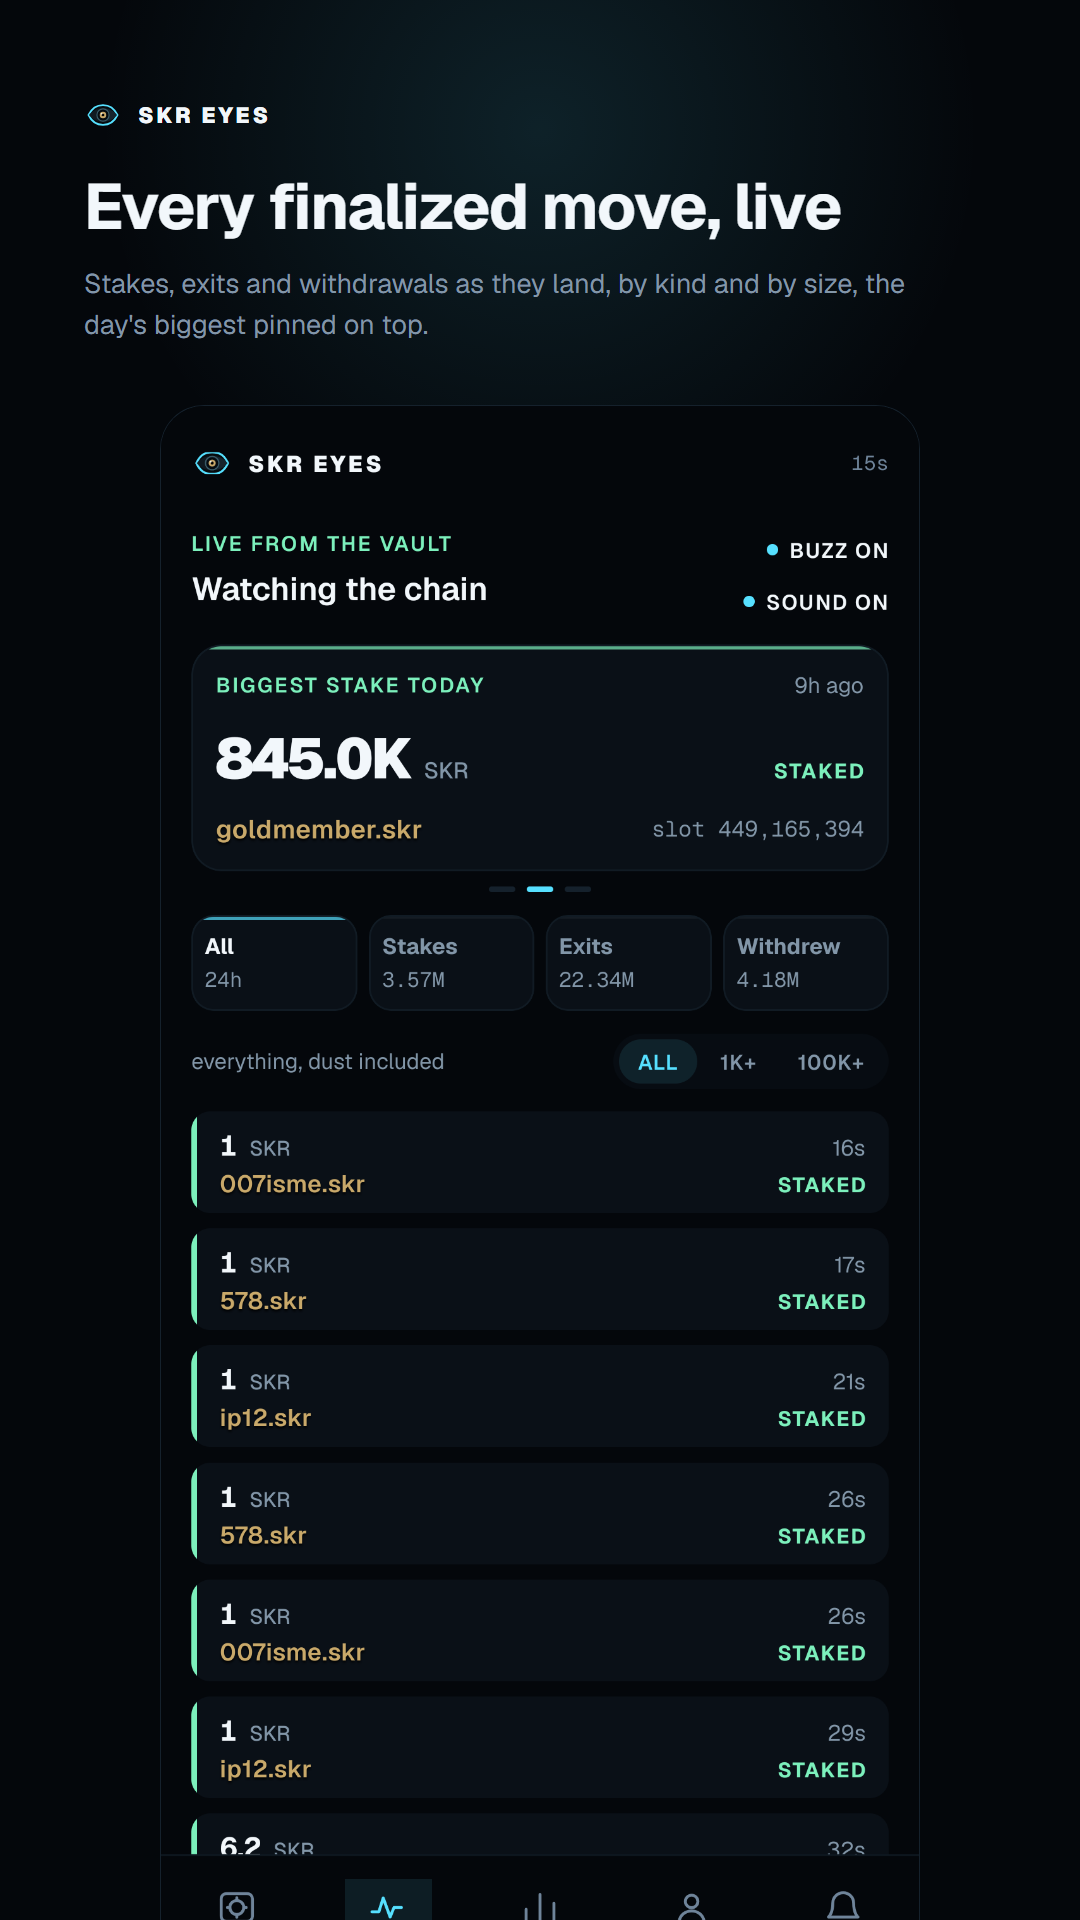 SKR EYES
Every finalized move, live
Stakes, exits and withdrawals as they land, by kind and by size, the
day's biggest pinned on top.
SKR EYES
15s
LIVE FROM THE VAULT
BUZZ ON
Watching the chain
SOUND ON
BIGGEST STAKE TODAY
9h ago
845.0K SKR
STAKED
goldmember.skr
slot 449,165,394
All
24h
Stakes
3.57M
Exits
22.34M
Withdrew
4.18M
everything, dust included
ALL
1K+
100K+
1 SKR
16s
007isme.skr
STAKED
1 SKR
17s
578.skr
STAKED
1 SKR
21s
ip12.skr
STAKED
1 SKR
26s
578.skr
STAKED
1 SKR
26s
007isme.skr
STAKED
1 SKR
29s
ip12.skr
STAKED
6.2 SKR
32s